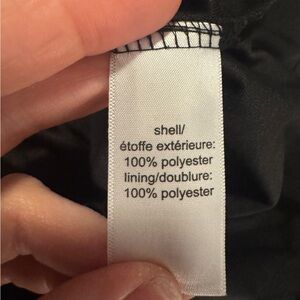 shell/
étoffe extérieure:
100% polyester
lining/doublure:
100% polyester